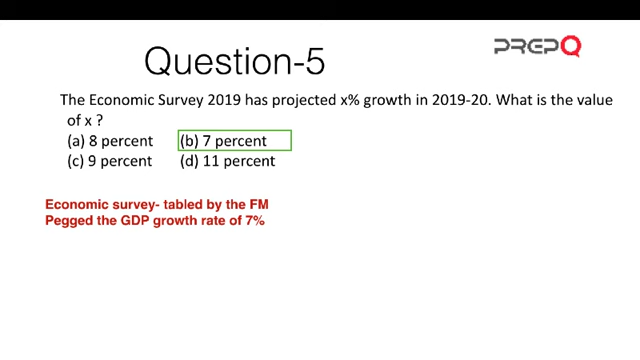 PREPQ
Question-5
The Economic Survey 2019 has projected x% growth in 2019-20. What is the value
of x ?
(a) 8 percent (b) 7 percent
(c) 9 percent (d) 11 percent
Economic survey- tabled by the FM
Pegged the GDP growth rate of 7%